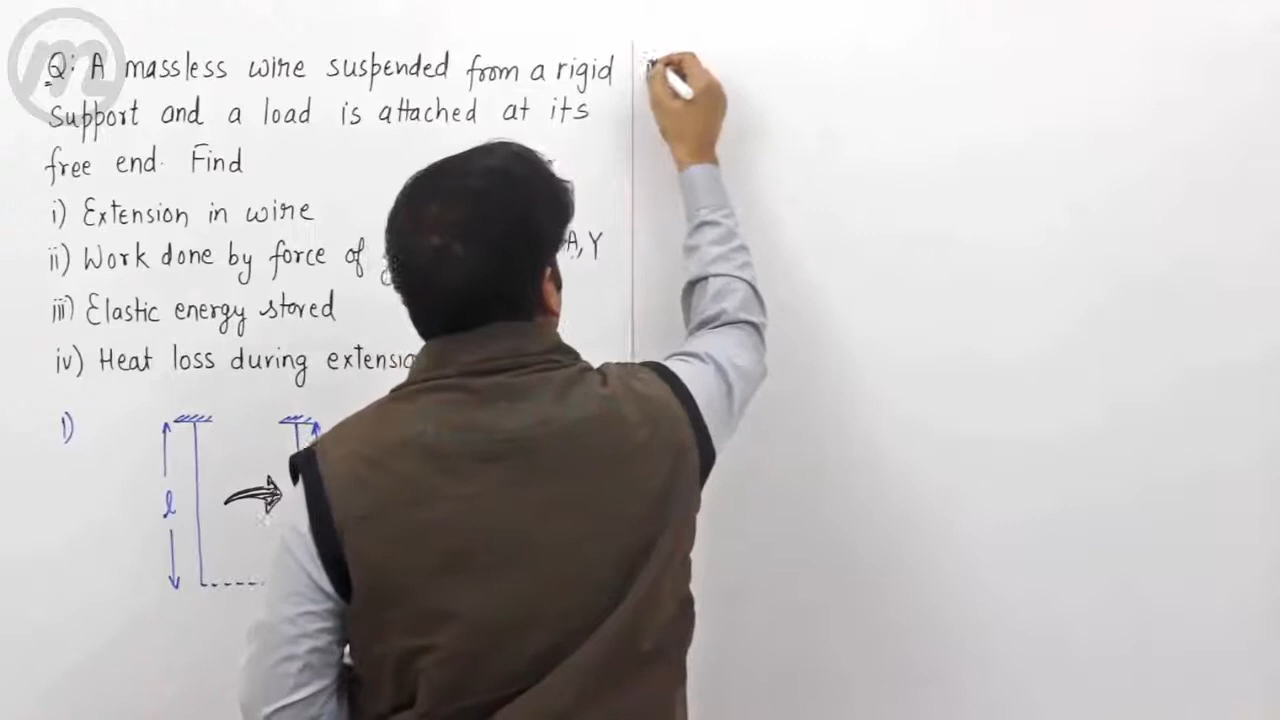 Q: A massless wire suspended from a rigid
support and a load is attached at its
free end. Find
i) Extension in wire
ii) Work done by force of
A, Y
iii) Elastic energy stored
iv) Heat loss during
1)
l
m